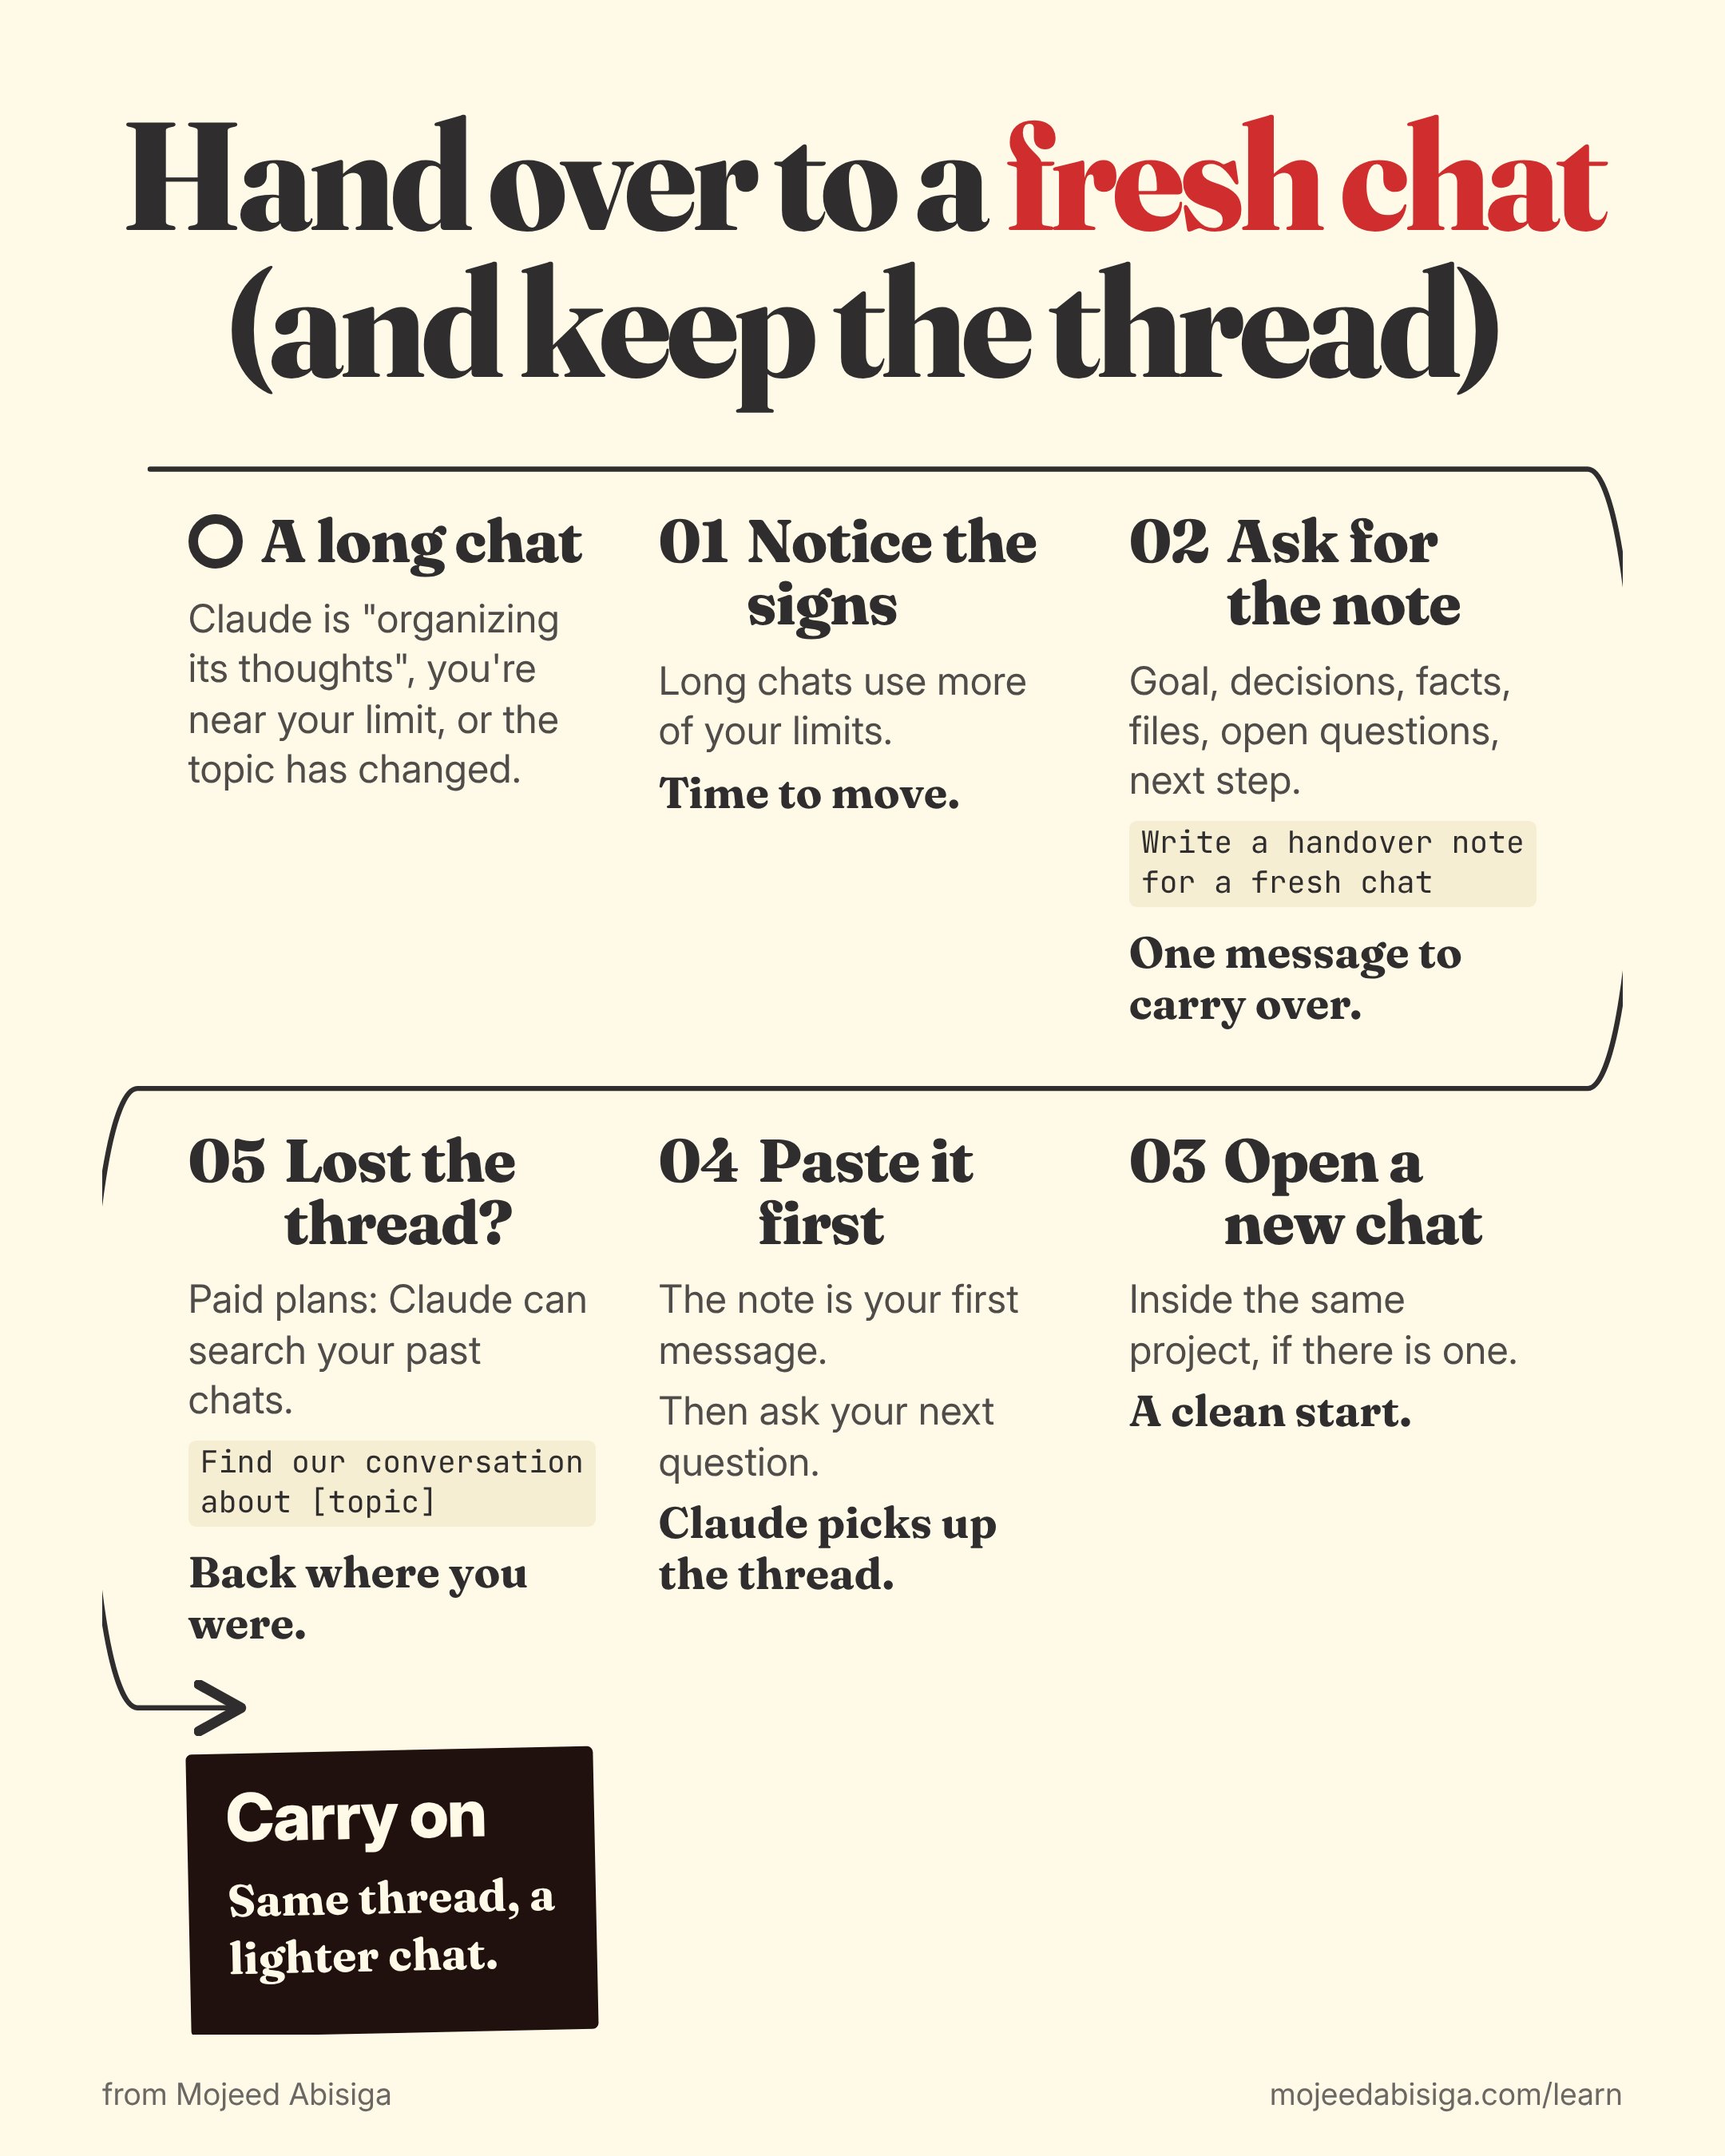 Hand over to a fresh chat
(and keep the thread)
A long chat
Claude is "organizing
its thoughts", you're
near your limit, or the
topic has changed.
01 Notice the
signs
Long chats use more
of your limits.
Time to move.
02 Ask for
the note
Goal, decisions, facts,
files, open questions,
next step.
Write a handover note
for a fresh chat
One message to
carry over.
03 Open a
new chat
Inside the same
project, if there is one.
A clean start.
04 Paste it
first
The note is your first
message.
Then ask your next
question.
Claude picks up
the thread.
05 Lost the
thread?
Paid plans: Claude can
search your past
chats.
Find our conversation
about [topic]
Back where you
were.
Carry on
Same thread, a
lighter chat.
from Mojeed Abisiga
mojeedabisiga.com/learn